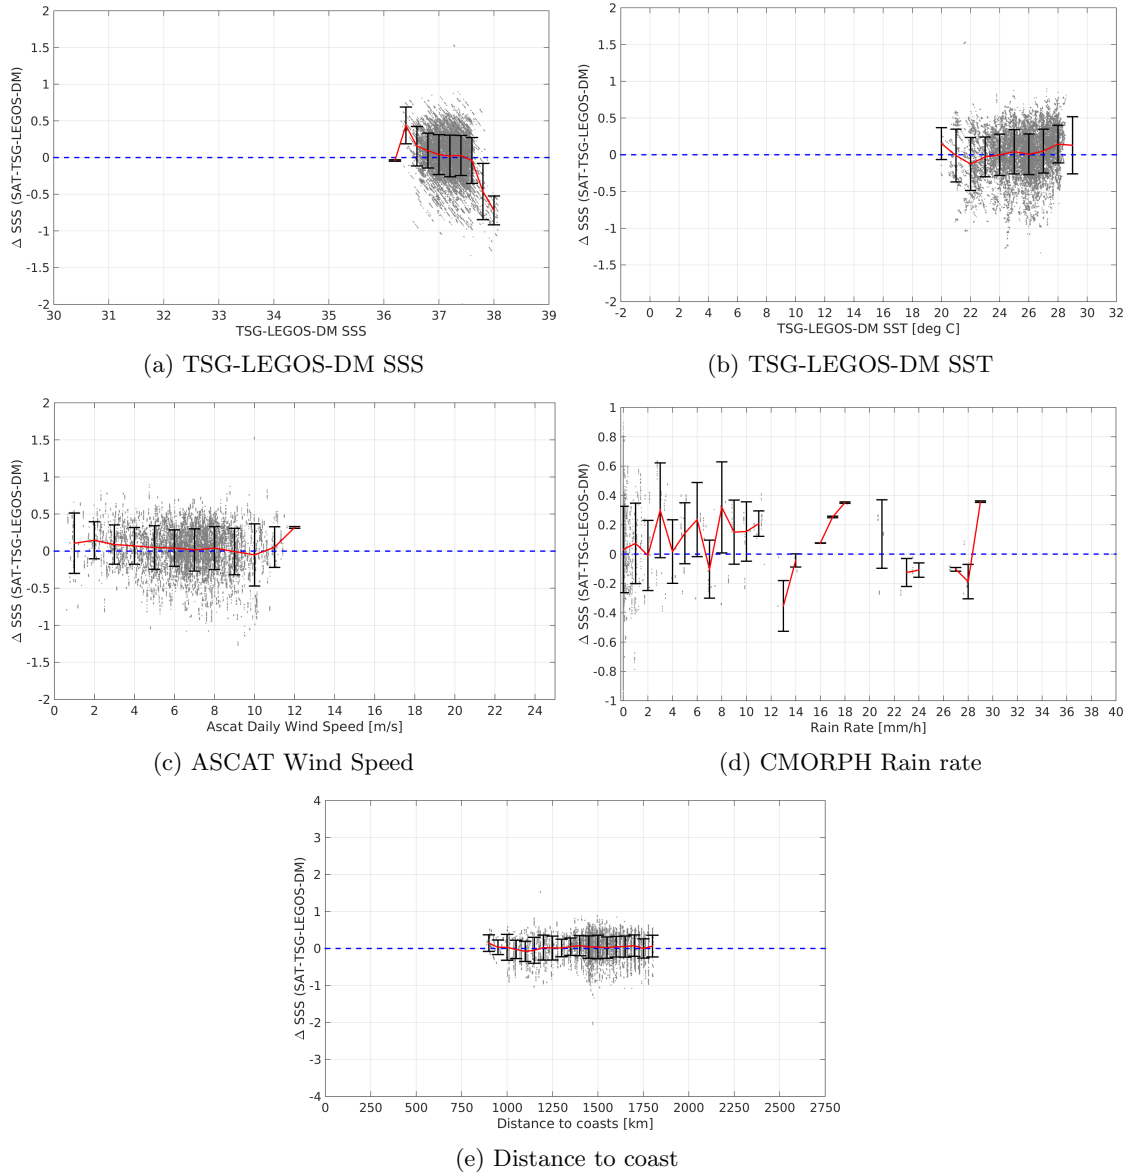 2
1.5
1
0.5
0
-0.5
-1
-1.5
-2
Δ SSS (SAT-TSG-LEGOS-DM)
30 31 32 33 34 35 36 37 38 39
TSG-LEGOS-DM SSS
(a) TSG-LEGOS-DM SSS
2
1.5
1
0.5
0
-0.5
-1
-1.5
-2
Δ SSS (SAT-TSG-LEGOS-DM)
-2 0 2 4 6 8 10 12 14 16 18 20 22 24 26 28 30 32
TSG-LEGOS-DM SST [deg C]
(b) TSG-LEGOS-DM SST
2
1.5
1
0.5
0
-0.5
-1
-1.5
-2
Δ SSS (SAT-TSG-LEGOS-DM)
0 2 4 6 8 10 12 14 16 18 20 22 24
Ascat Daily Wind Speed [m/s]
(c) ASCAT Wind Speed
1
0.8
0.6
0.4
0.2
0
-0.2
-0.4
-0.6
-0.8
-1
Δ SSS (SAT-TSG-LEGOS-DM)
0 2 4 6 8 10 12 14 16 18 20 22 24 26 28 30 32 34 36 38 40
Rain Rate [mm/h]
(d) CMORPH Rain rate
4
3
2
1
0
-1
-2
-3
-4
Δ SSS (SAT-TSG-LEGOS-DM)
0 250 500 750 1000 1250 1500 1750 2000 2250 2500 2750
Distance to coasts [km]
(e) Distance to coast